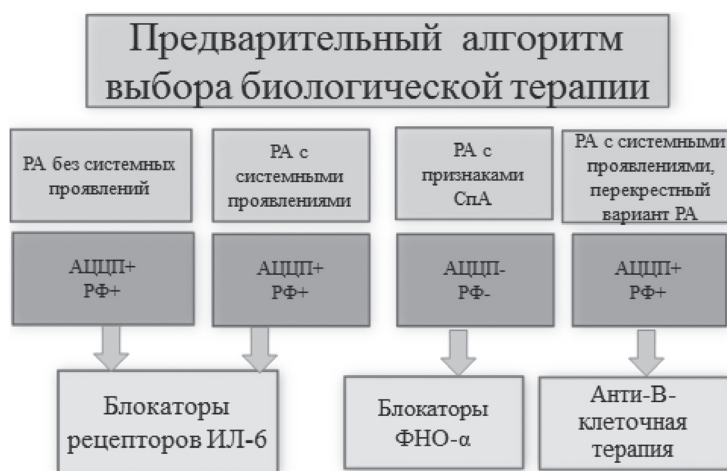 Предварительный алгоритм
выбора биологической терапии
РА без системных
проявлений
РА с
системными
проявлениями
РА с
признаками
СпА
РА с системными
проявлениями,
перекрестный
вариант РА
АЦЦП+
РФ+
АЦЦП+
РФ+
АЦЦП-
РФ-
АЦЦП+
РФ+
Блокаторы
рецепторов ИЛ-6
Блокаторы
ФНО-α
Анти-В-
клеточная
терапия